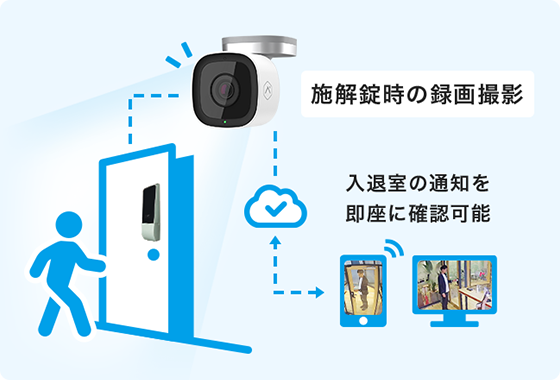 施解錠時の録画撮影
入退室の通知を
即座に確認可能